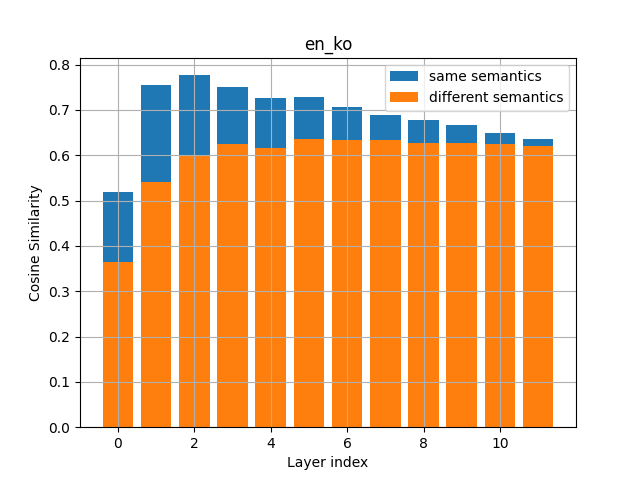 en_ko
same semantics
different semantics
0.8
0.7
0.6
0.5
0.4
0.3
0.2
0.1
0.0
Cosine Similarity
0 2 4 6 8 10
Layer index